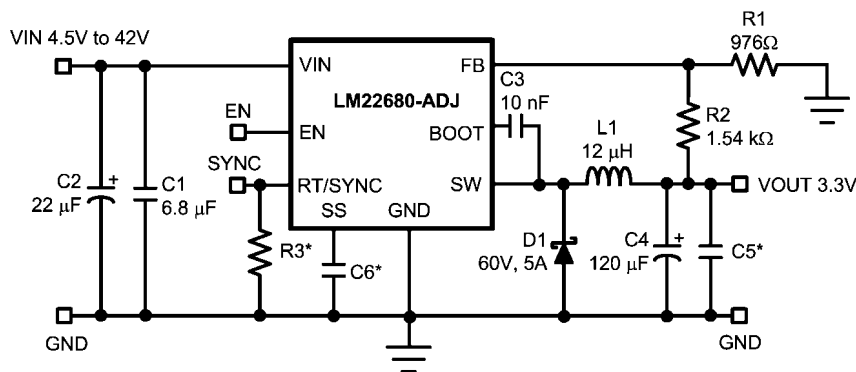 VIN 4.5V to 42V
EN
SYNC
C2
22 μF
+
C1
6.8 μF
GND
R3*
C6*
VIN
LM22680-ADJ
EN
RT/SYNC
SS
GND
FB
BOOT
SW
C3
10 nF
L1
12 μH
D1
60V, 5A
C4
120 μF
+
C5*
R1
976Ω
R2
1.54 kΩ
VOUT 3.3V
GND